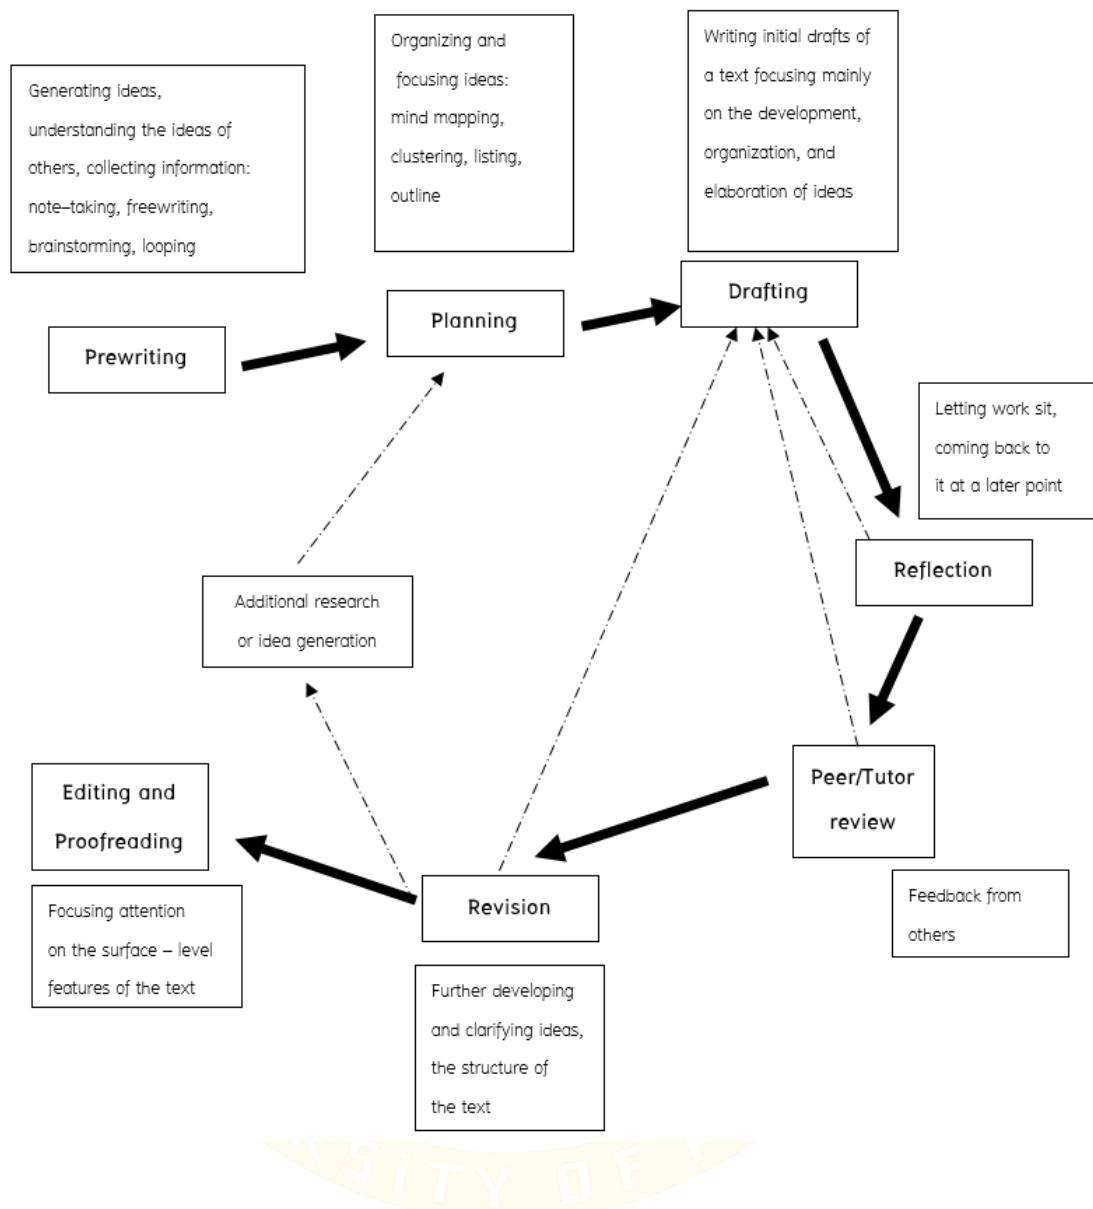 Generating ideas,
understanding the ideas of
others, collecting information:
note–taking, freewriting,
brainstorming, looping
Organizing and
focusing ideas:
mind mapping,
clustering, listing,
outline
Writing initial drafts of
a text focusing mainly
on the development,
organization, and
elaboration of ideas
Prewriting
Planning
Drafting
Letting work sit,
coming back to
it at a later point
Reflection
Additional research
or idea generation
Peer/Tutor
review
Feedback from
others
Editing and
Proofreading
Focusing attention
on the surface – level
features of the text
Revision
Further developing
and clarifying ideas,
the structure of
the text
RSITY OF